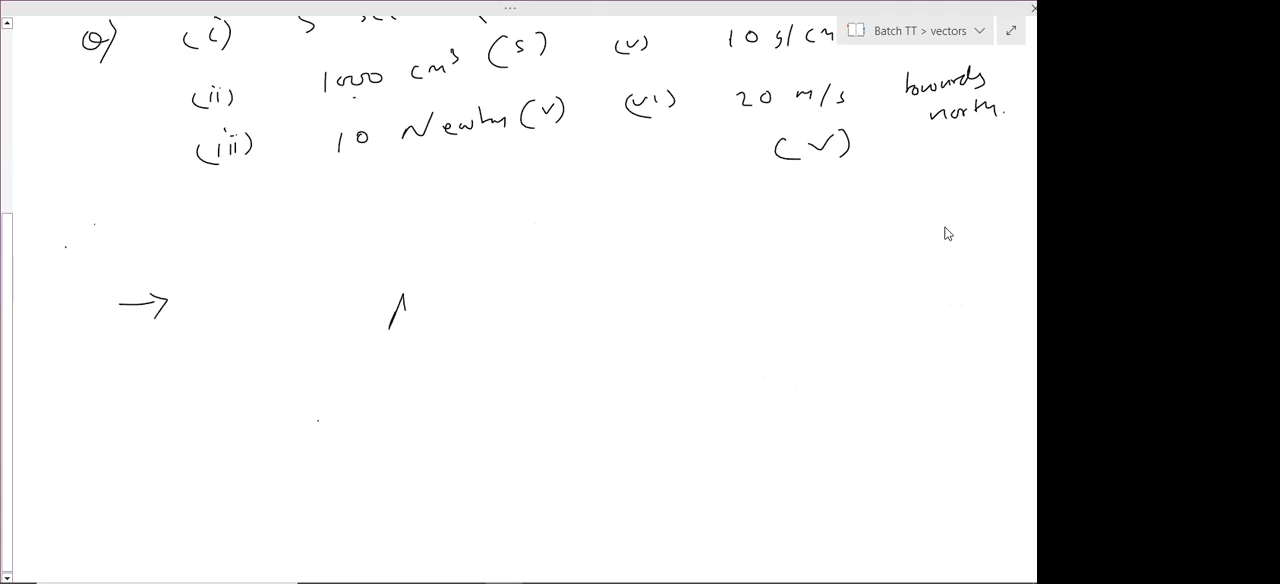 Batch TT > vectors
Q) (i) (v) 10 g/cm
(ii) 1000 cm³ (s) (vi) 20 m/s towards north.
(iii) 10 Newton (v) (v)